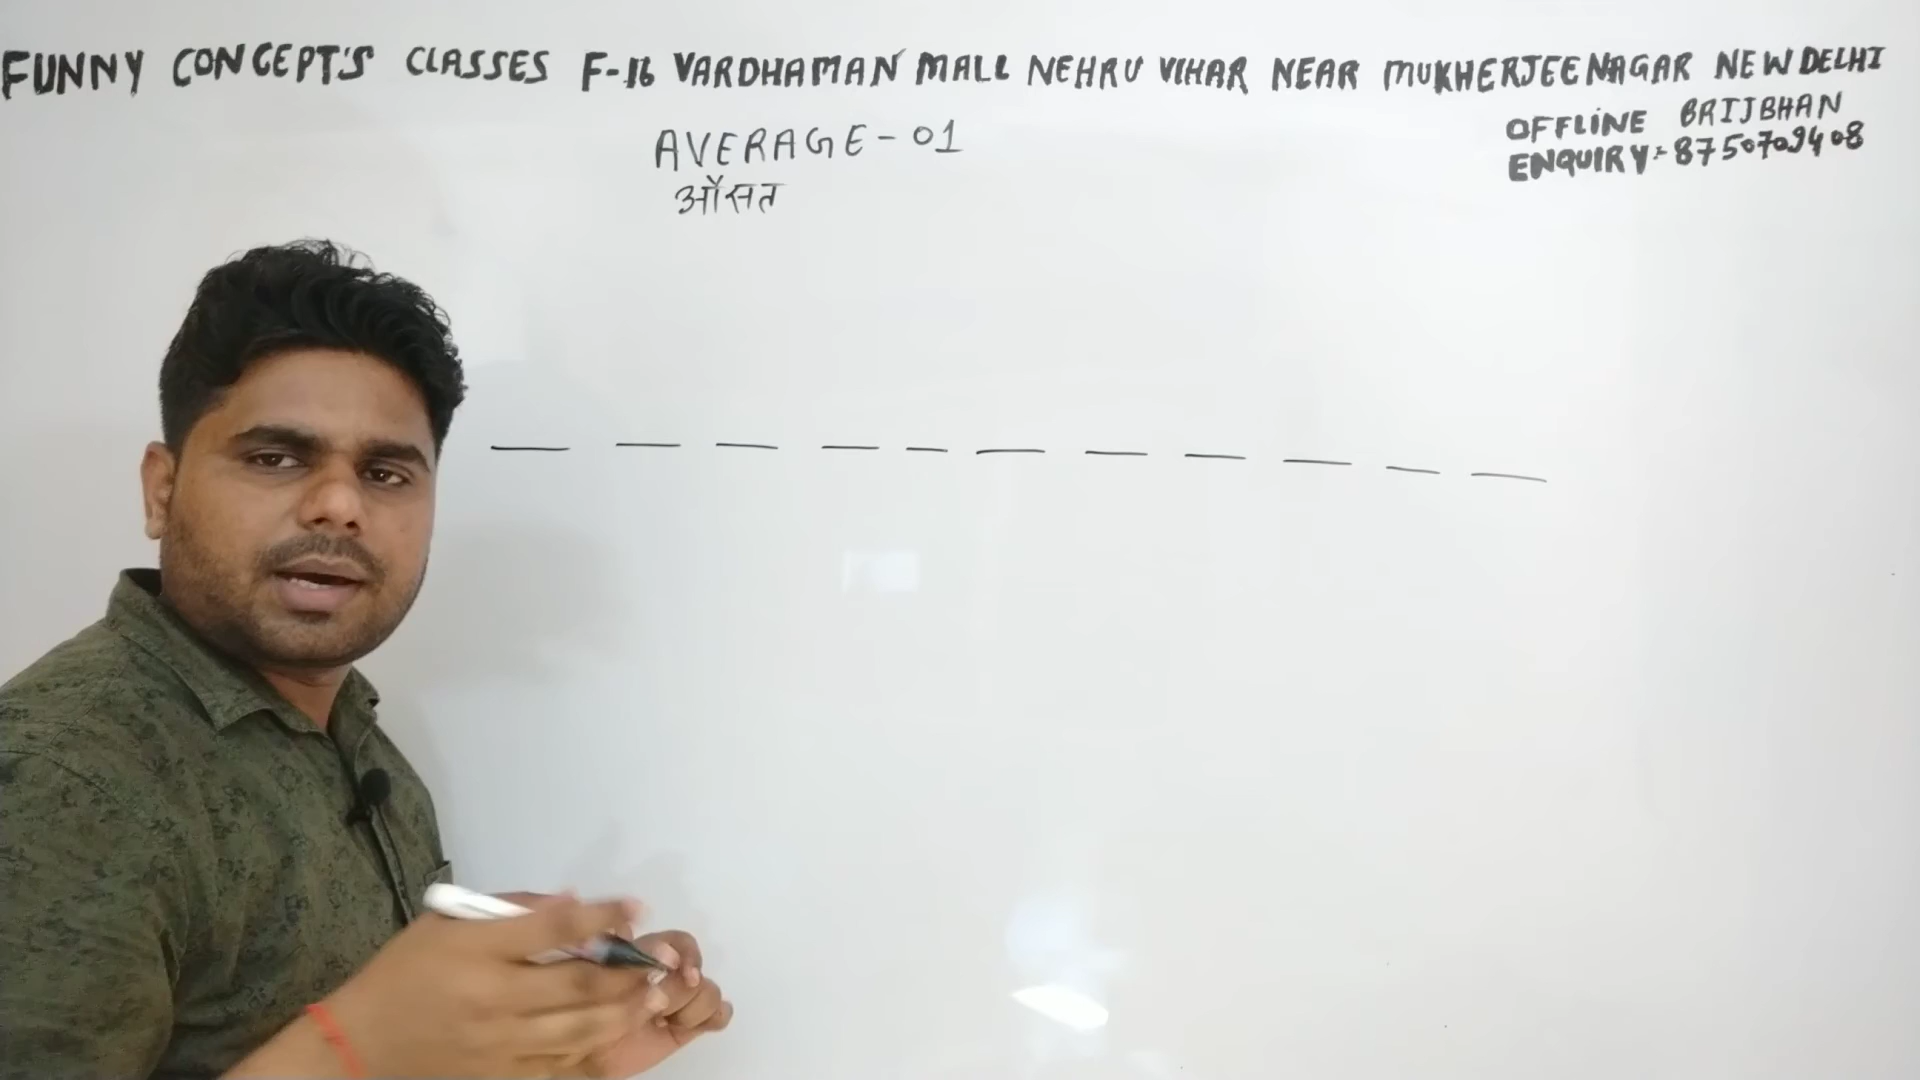 FUNNY CONCEPT'S CLASSES F-16 VARDHAMAN MALL NEHRU VIHAR NEAR MUKHERJEE NAGAR NEW DELHI
AVERAGE-01
औसत
OFFLINE BRIJBHAN
ENQUIRY:- 8750709408